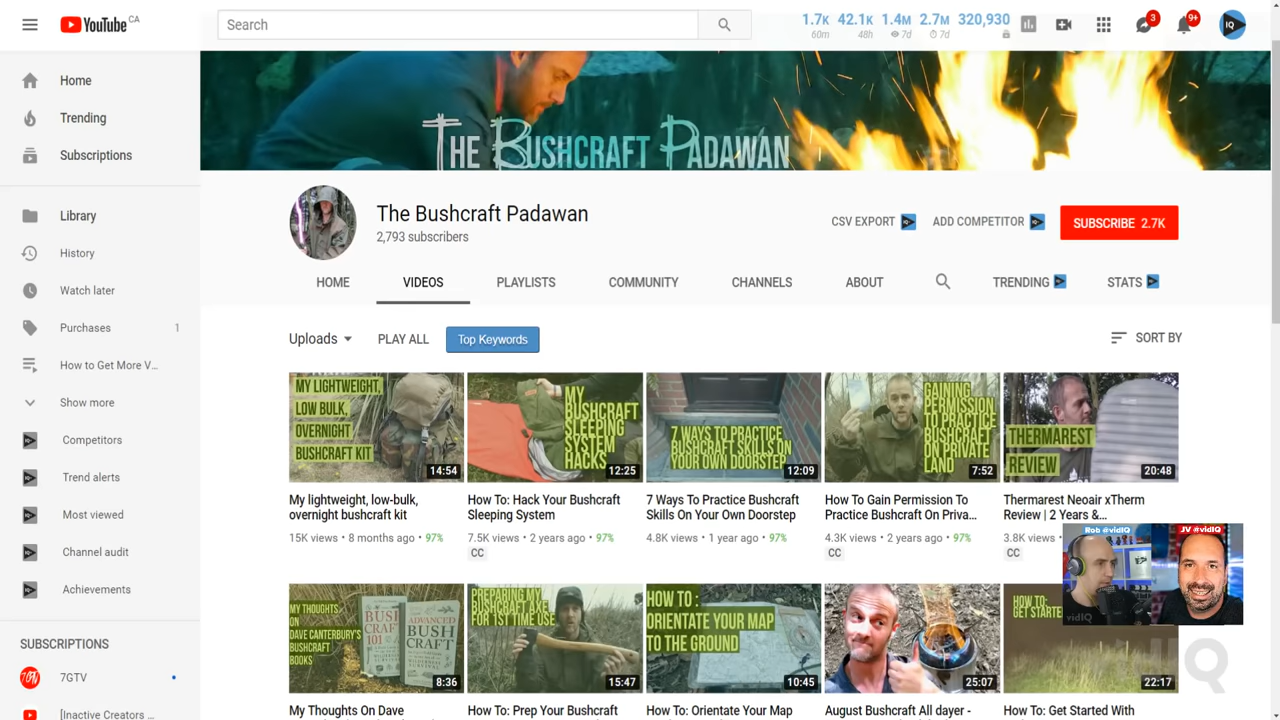 YouTube CA
Search
1.7K 42.1K 1.4M 2.7M 320,930
60m 48h 7d 7d
3
9+
IQ
Home
Trending
Subscriptions
Library
History
Watch later
Purchases 1
How to Get More V...
Show more
Competitors
Trend alerts
Most viewed
Channel audit
Achievements
SUBSCRIPTIONS
7GTV
[Inactive Creators ...
THE BUSHCRAFT PADAWAN
The Bushcraft Padawan
2,793 subscribers
CSV EXPORT
ADD COMPETITOR
SUBSCRIBE 2.7K
HOME VIDEOS PLAYLISTS COMMUNITY CHANNELS ABOUT TRENDING STATS
Uploads PLAY ALL Top Keywords SORT BY
MY LIGHTWEIGHT,
LOW BULK,
OVERNIGHT
BUSHCRAFT KIT
14:54
My lightweight, low-bulk,
overnight bushcraft kit
15K views • 8 months ago • 97%
MY
BUSHCRAFT
SLEEPING
SYSTEM
HACKS
12:25
How To: Hack Your Bushcraft
Sleeping System
7.5K views • 2 years ago • 97%
CC
7 WAYS TO PRACTICE
BUSHCRAFT SKILLS ON
YOUR OWN DOORSTEP
12:09
7 Ways To Practice Bushcraft
Skills On Your Own Doorstep
4.8K views • 1 year ago • 97%
GAINING
PERMISSION
TO PRACTICE
BUSHCRAFT
ON PRIVATE
LAND
7:52
How To Gain Permission To
Practice Bushcraft On Priva...
4.3K views • 2 years ago • 97%
CC
THERMAREST
REVIEW
20:48
Thermarest Neoair xTherm
Review | 2 Years &...
3.8K views •
CC
Rob @vidIQ
JV #vidIQ
vidIQ
MY THOUGHTS
ON
DAVE CANTERBURY'S
BUSHCRAFT
BOOKS
BUSH
CRAFT
101
ADVANCED
BUSH
CRAFT
8:36
My Thoughts On Dave
PREPARING MY
BUSHCRAFT AXE
FOR 1ST TIME USE
15:47
How To: Prep Your Bushcraft
HOW TO :
ORIENTATE YOUR MAP
TO THE GROUND
10:45
How To: Orientate Your Map
25:07
August Bushcraft All dayer -
HOW TO:
GET STARTE
22:17
How To: Get Started With
IQ